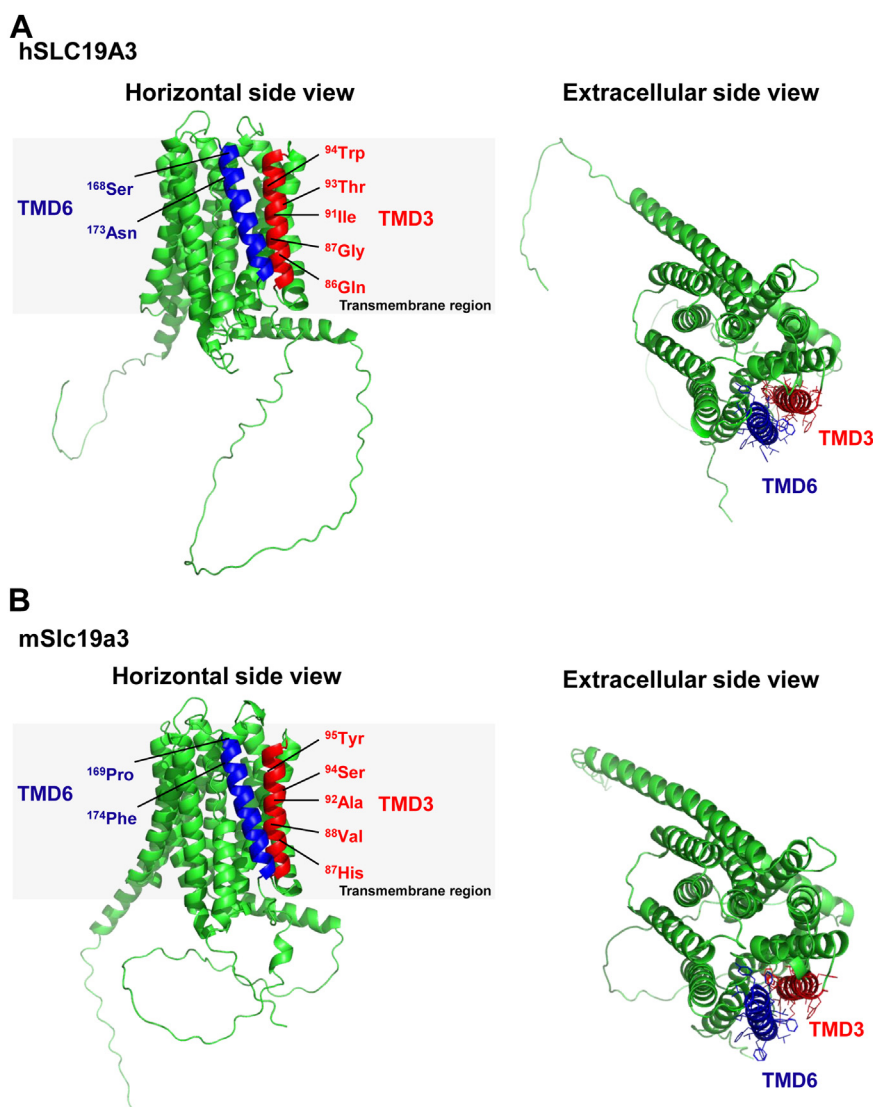 A
hSLC19A3
Horizontal side view
Extracellular side view
⁹⁴Trp
⁹³Thr
⁹¹Ile
⁸⁷Gly
⁸⁶Gln
TMD3
¹⁶⁸Ser
TMD6
¹⁷³Asn
Transmembrane region
TMD3
TMD6
B
mSlc19a3
Horizontal side view
Extracellular side view
⁹⁵Tyr
⁹⁴Ser
⁹²Ala
⁸⁸Val
⁸⁷His
TMD3
¹⁶⁹Pro
TMD6
¹⁷⁴Phe
Transmembrane region
TMD3
TMD6